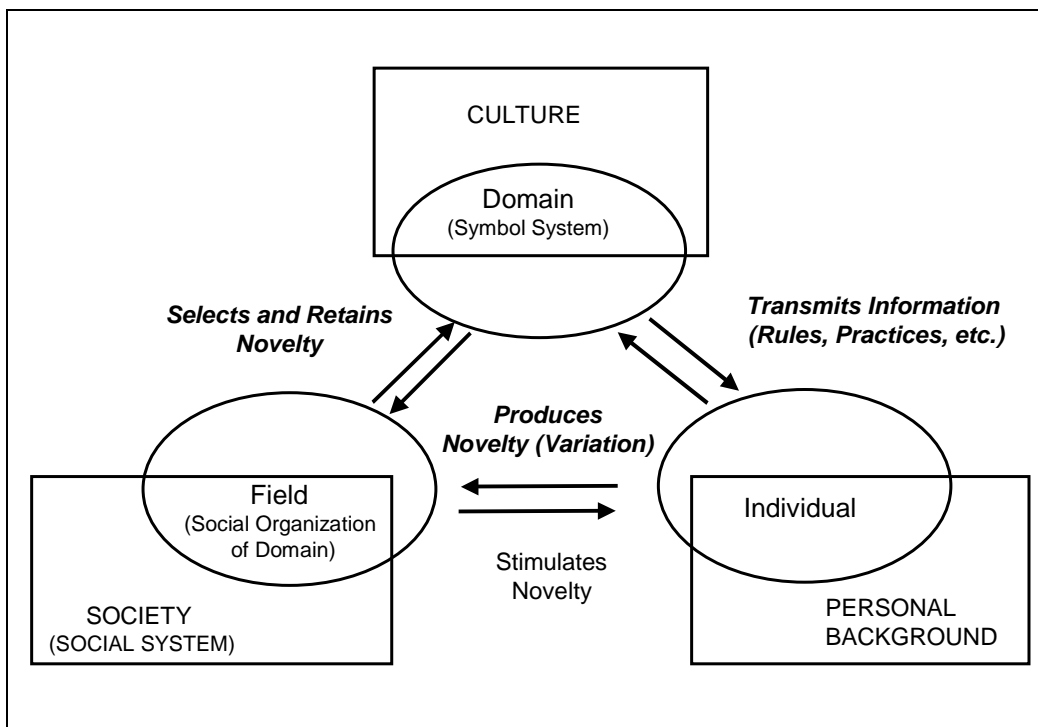 CULTURE
Domain
(Symbol System)
Selects and Retains
Novelty
Transmits Information
(Rules, Practices, etc.)
Produces
Novelty (Variation)
Field
(Social Organization
of Domain)
Individual
Stimulates
Novelty
SOCIETY
(SOCIAL SYSTEM)
PERSONAL
BACKGROUND